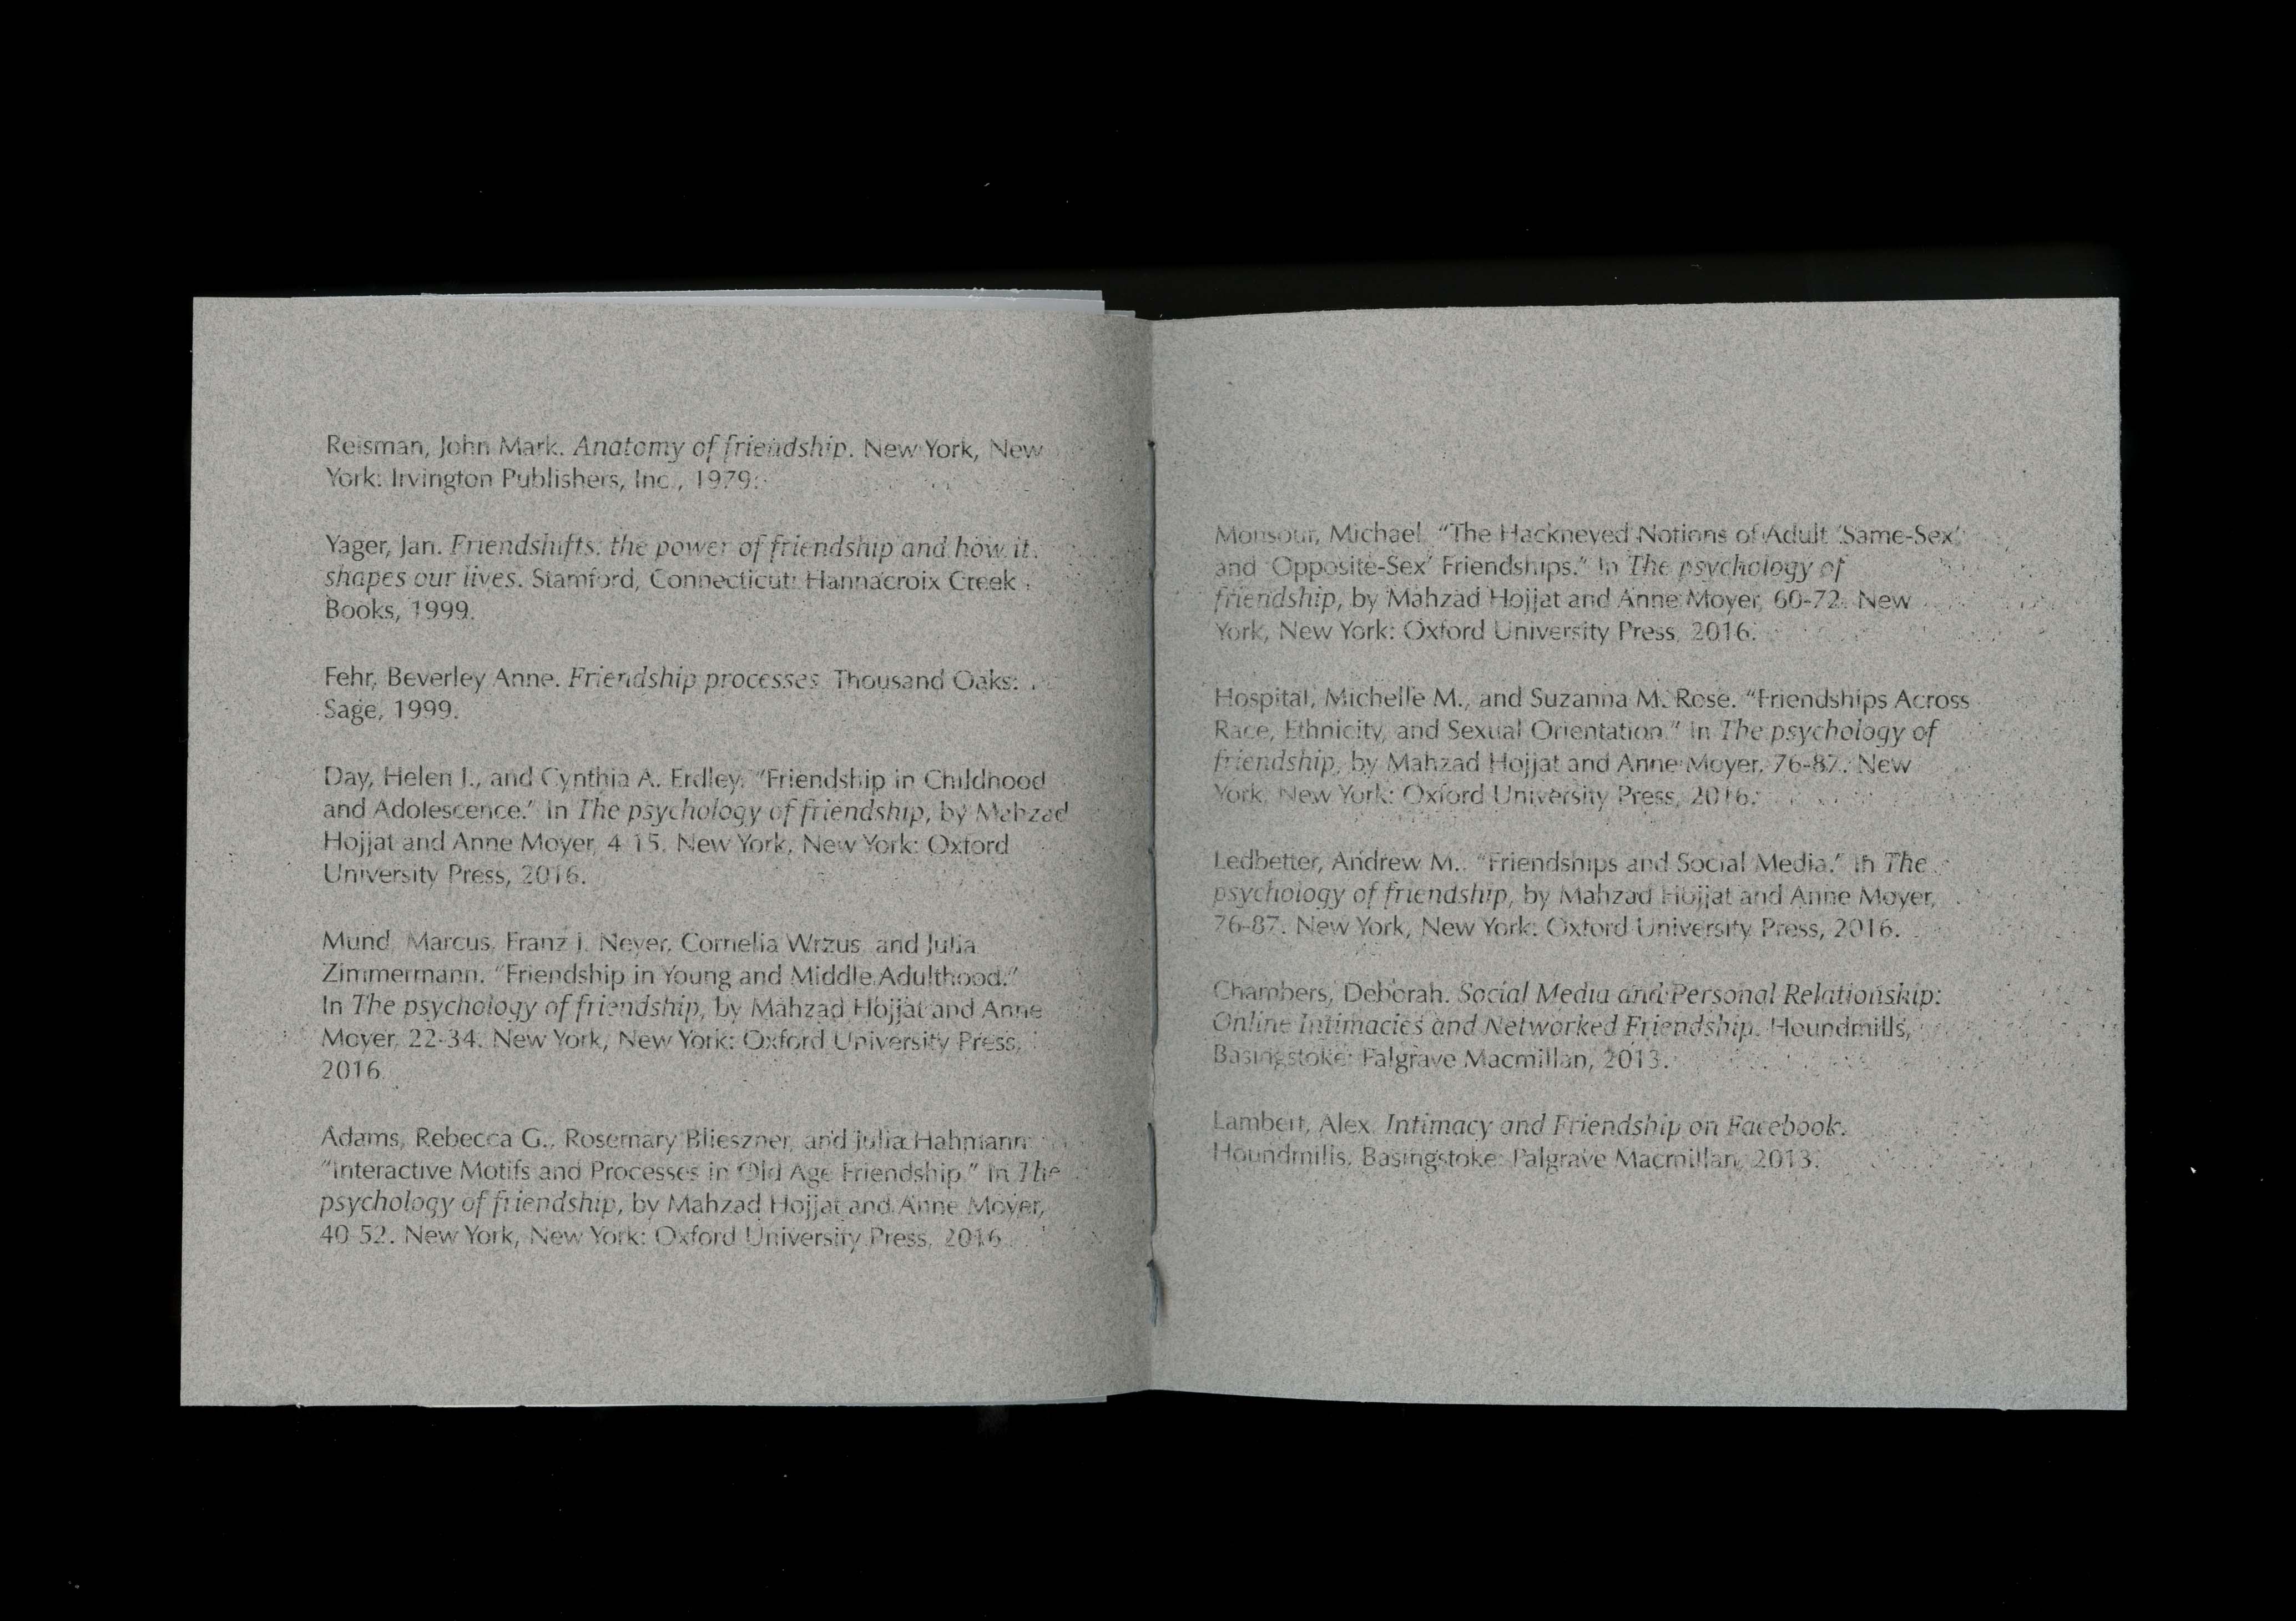 Reisman, John Mark. Anatomy of friendship. New York, New
York: Irvington Publishers, Inc., 1979.
Yager, Jan. Friendshifts: the power of friendship and how it
shapes our lives. Stamford, Connecticut: Hannacroix Creek
Books, 1999.
Fehr, Beverley Anne. Friendship processes. Thousand Oaks:
Sage, 1999.
Day, Helen J., and Cynthia A. Erdley. “Friendship in Childhood
and Adolescence.” In The psychology of friendship, by Mahzad
Hojjat and Anne Moyer, 4-15. New York, New York: Oxford
University Press, 2016.
Mund, Marcus, Franz J. Neyer, Cornelia Wrzus, and Julia
Zimmermann. “Friendship in Young and Middle Adulthood.”
In The psychology of friendship, by Mahzad Hojjat and Anne
Moyer, 22-34. New York, New York: Oxford University Press,
2016.
Adams, Rebecca G., Rosemary Blieszner, and Julia Hahmann.
“Interactive Motifs and Processes in Old Age Friendship.” In The
psychology of friendship, by Mahzad Hojjat and Anne Moyer,
40-52. New York, New York: Oxford University Press, 2016.
Monsour, Michael. “The Hackneyed Notions of Adult ‘Same-Sex’
and ‘Opposite-Sex’ Friendships.” In The psychology of
friendship, by Mahzad Hojjat and Anne Moyer, 60-72. New
York, New York: Oxford University Press, 2016.
Hospital, Michelle M., and Suzanna M. Rose. “Friendships Across
Race, Ethnicity, and Sexual Orientation.” In The psychology of
friendship, by Mahzad Hojjat and Anne Moyer, 76-87. New
York, New York: Oxford University Press, 2016.
Ledbetter, Andrew M.. “Friendships and Social Media.” In The
psychology of friendship, by Mahzad Hojjat and Anne Moyer,
76-87. New York, New York: Oxford University Press, 2016.
Chambers, Deborah. Social Media and Personal Relationship:
Online Intimacies and Networked Friendship. Houndmills,
Basingstoke: Palgrave Macmillan, 2013.
Lambert, Alex. Intimacy and Friendship on Facebook.
Houndmills, Basingstoke: Palgrave Macmillan, 2013.